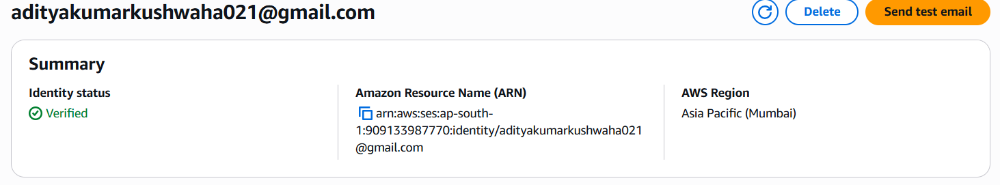 adityakumarkushwaha021@gmail.com
Delete
Send test email
Summary
Identity status
Verified
Amazon Resource Name (ARN)
arn:aws:ses:ap-south-
1:909133987770:identity/adityakumarkushwaha021
@gmail.com
AWS Region
Asia Pacific (Mumbai)